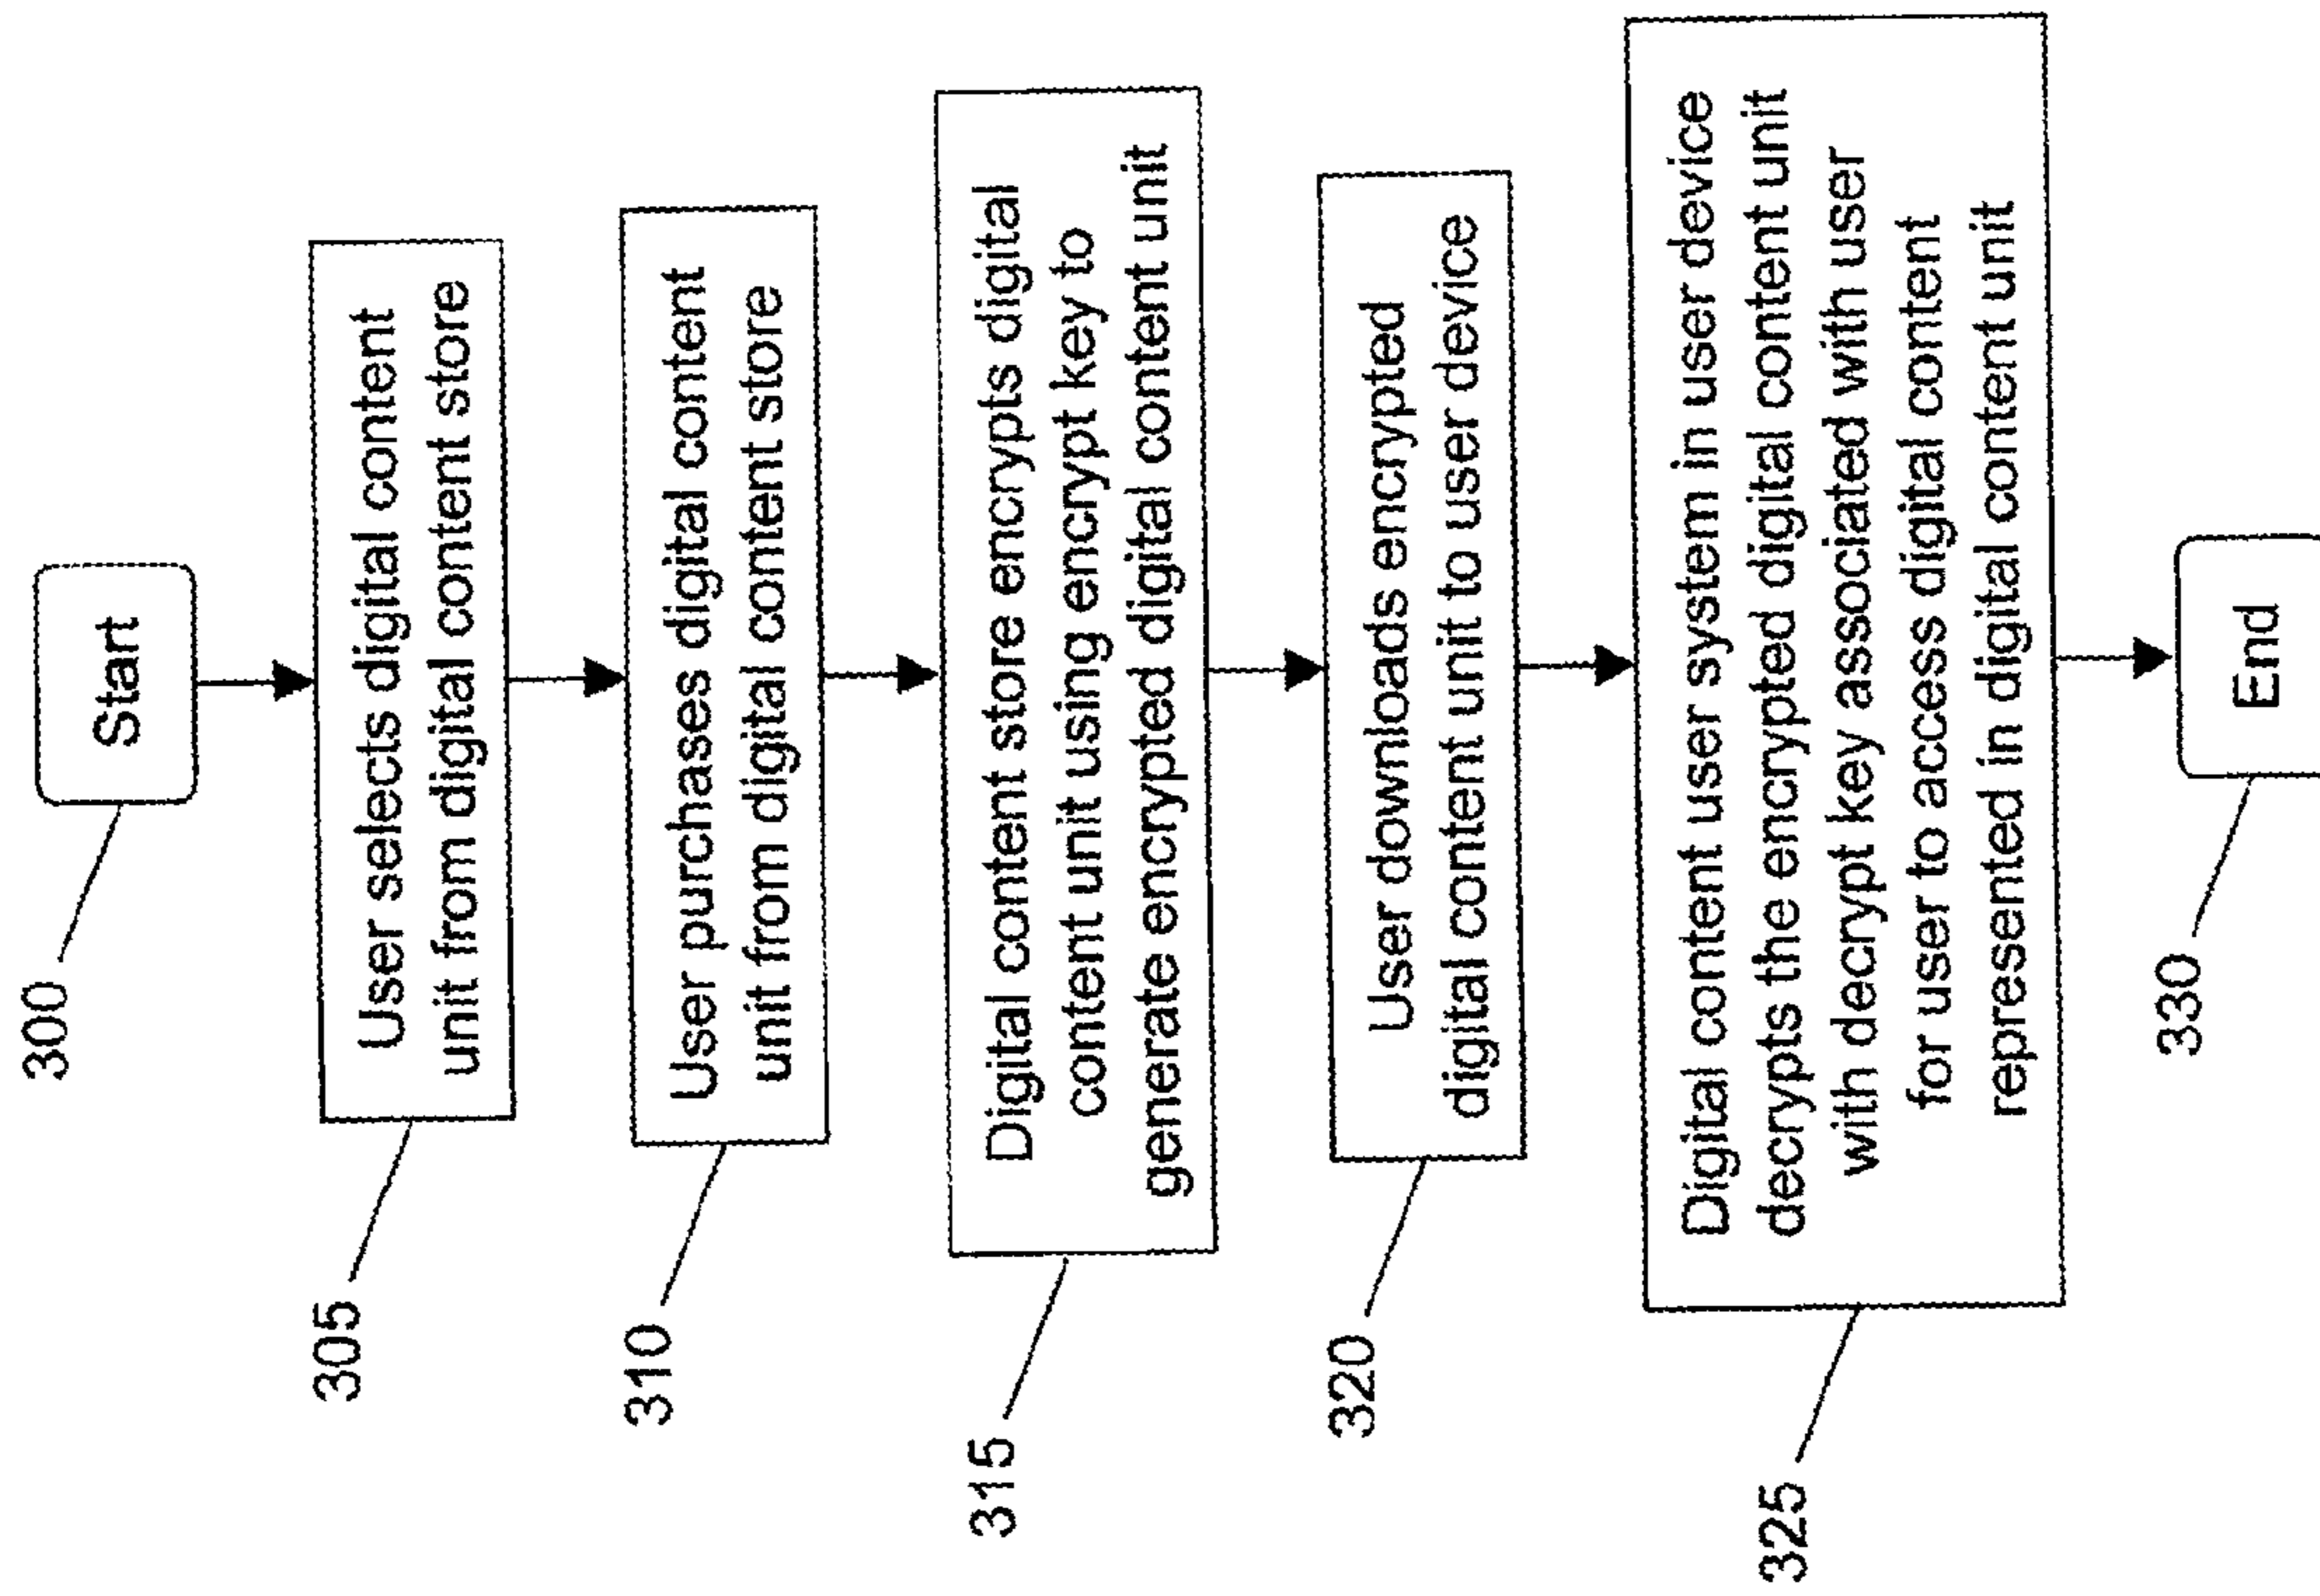 Start
300
User selects digital content
unit from digital content store
305
User purchases digital content
unit from digital content store
310
Digital content store encrypts digital
content unit using encrypt key to
generate encrypted digital content unit
315
User downloads encrypted
digital content unit to user device
320
Digital content user system in user device
decrypts the encrypted digital content unit
with decrypt key associated with user
for user to access digital content
represented in digital content unit
325
End
330